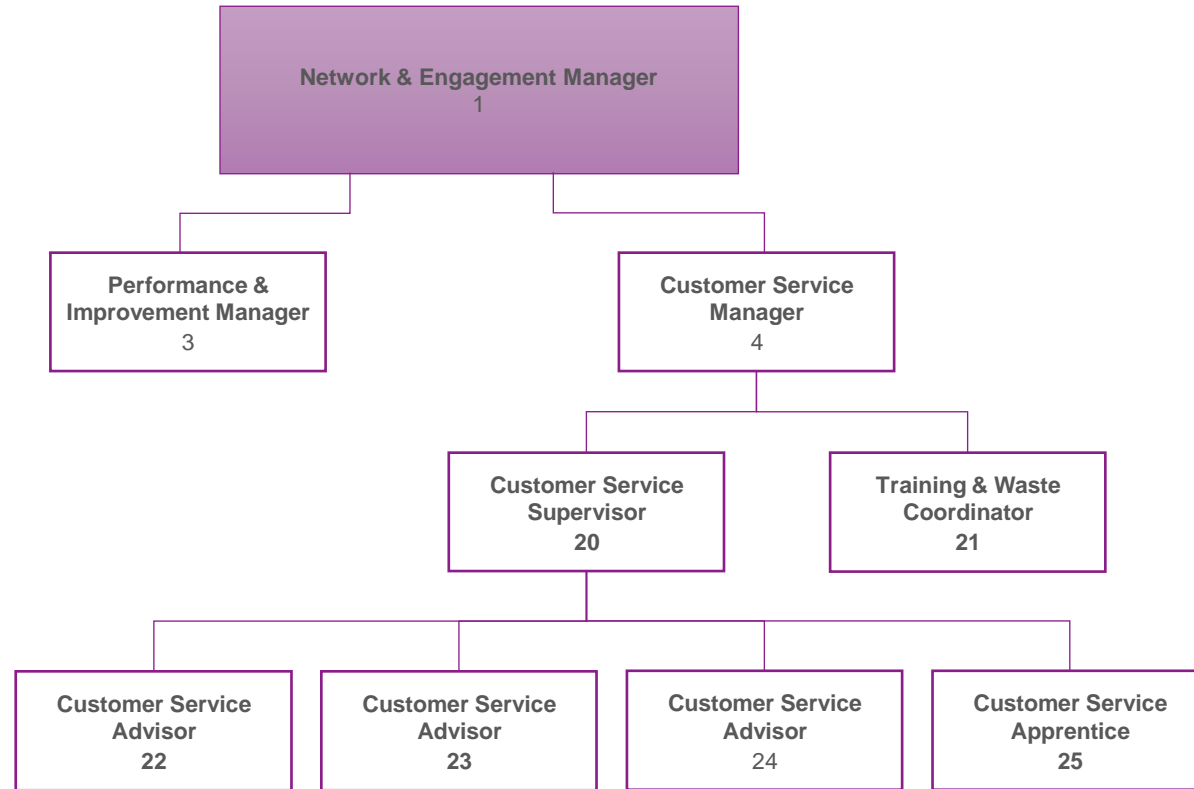 Network & Engagement Manager
1
Performance &
Improvement Manager
3
Customer Service
Manager
4
Customer Service
Supervisor
20
Training & Waste
Coordinator
21
Customer Service
Advisor
22
Customer Service
Advisor
23
Customer Service
Advisor
24
Customer Service
Apprentice
25